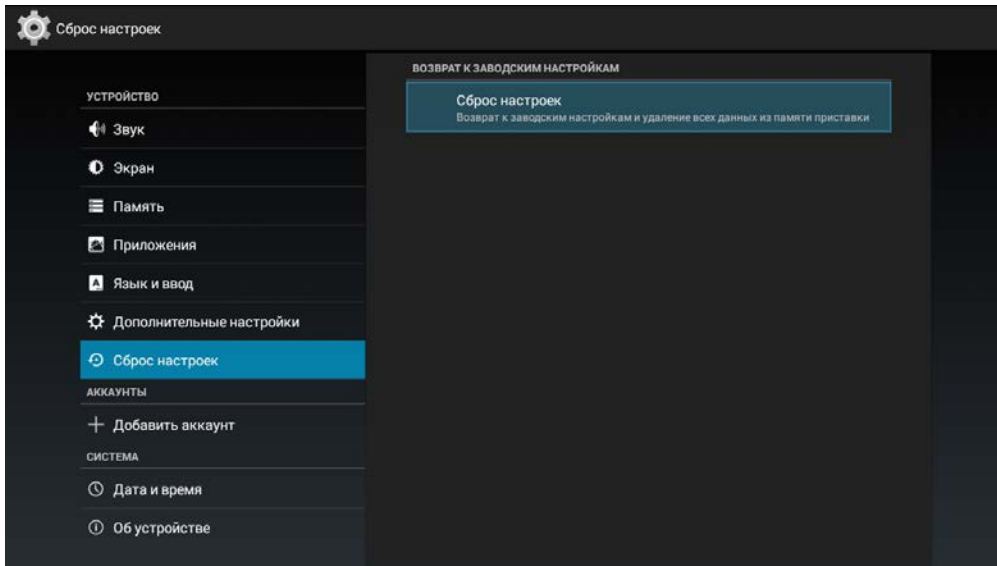 Сброс настроек
УСТРОЙСТВО
Звук
Экран
Память
Приложения
Язык и ввод
Дополнительные настройки
Сброс настроек
АККАУНТЫ
Добавить аккаунт
СИСТЕМА
Дата и время
Об устройстве
ВОЗВРАТ К ЗАВОДСКИМ НАСТРОЙКАМ
Сброс настроек
Возврат к заводским настройкам и удаление всех данных из памяти приставки